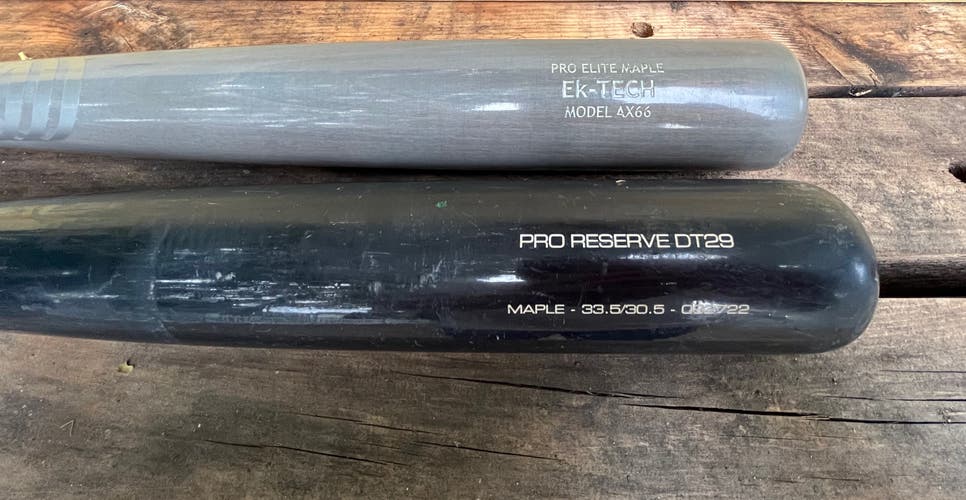 PRO ELITE MAPLE
Ek-TECH
MODEL AX66
PRO RESERVE DT29
MAPLE - 33.5/30.5 -